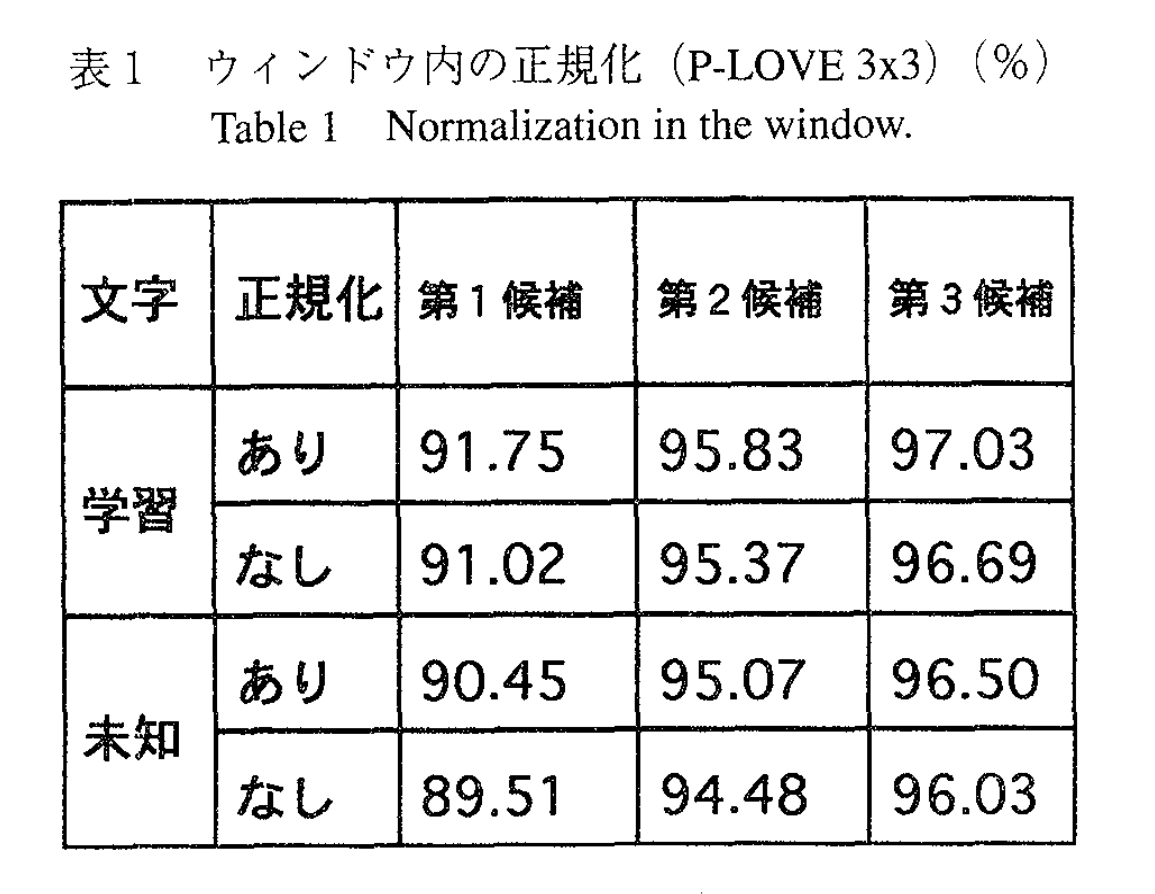 表1 ウィンドウ内の正規化 (P-LOVE 3x3) (%)
Table 1 Normalization in the window.
文字 正規化 第1候補 第2候補 第3候補
学習 あり 91.75 95.83 97.03
なし 91.02 95.37 96.69
未知 あり 90.45 95.07 96.50
なし 89.51 94.48 96.03